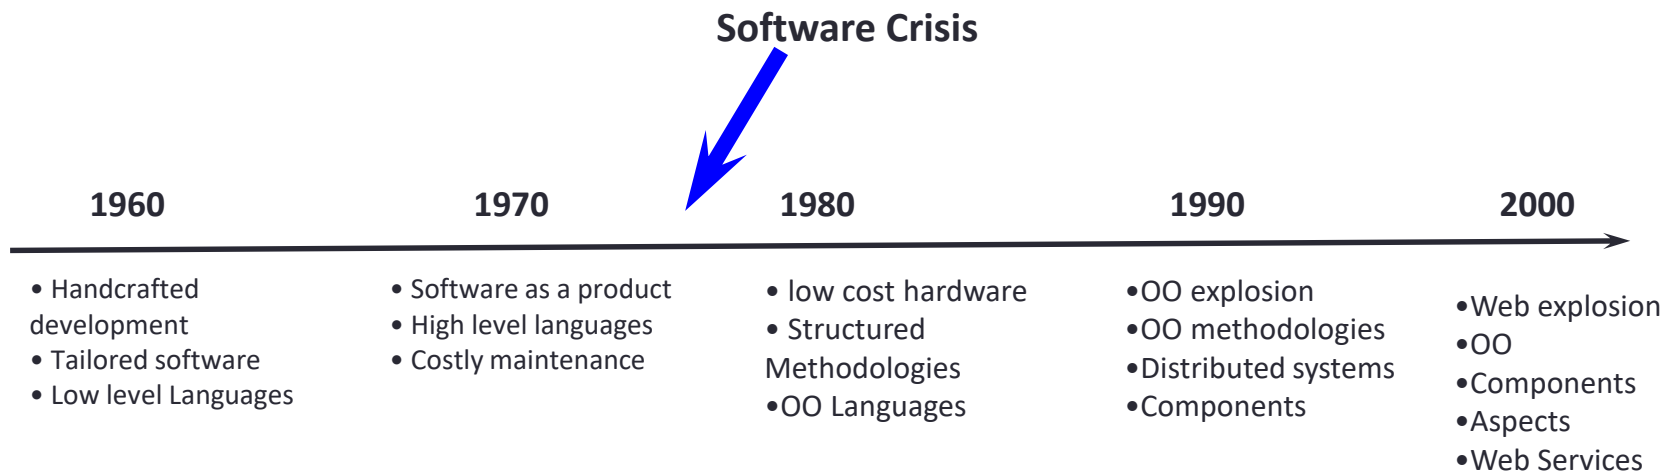 Software Crisis
1960
1970
1980
1990
2000
• Handcrafted
development
• Tailored software
• Low level Languages
• Software as a product
• High level languages
• Costly maintenance
• low cost hardware
• Structured
Methodologies
•OO Languages
•OO explosion
•OO methodologies
•Distributed systems
•Components
•Web explosion
•OO
•Components
•Aspects
•Web Services